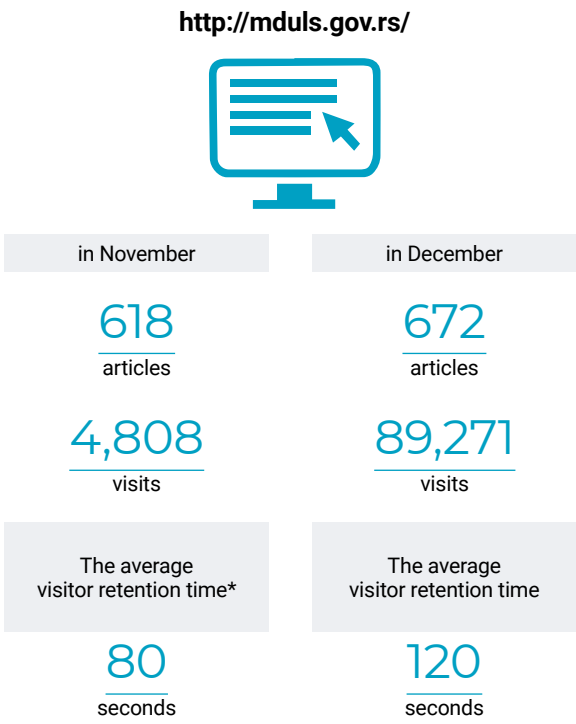 http://mduls.gov.rs/
in November
618
articles
4,808
visits
The average
visitor retention time*
80
seconds
in December
672
articles
89,271
visits
The average
visitor retention time
120
seconds